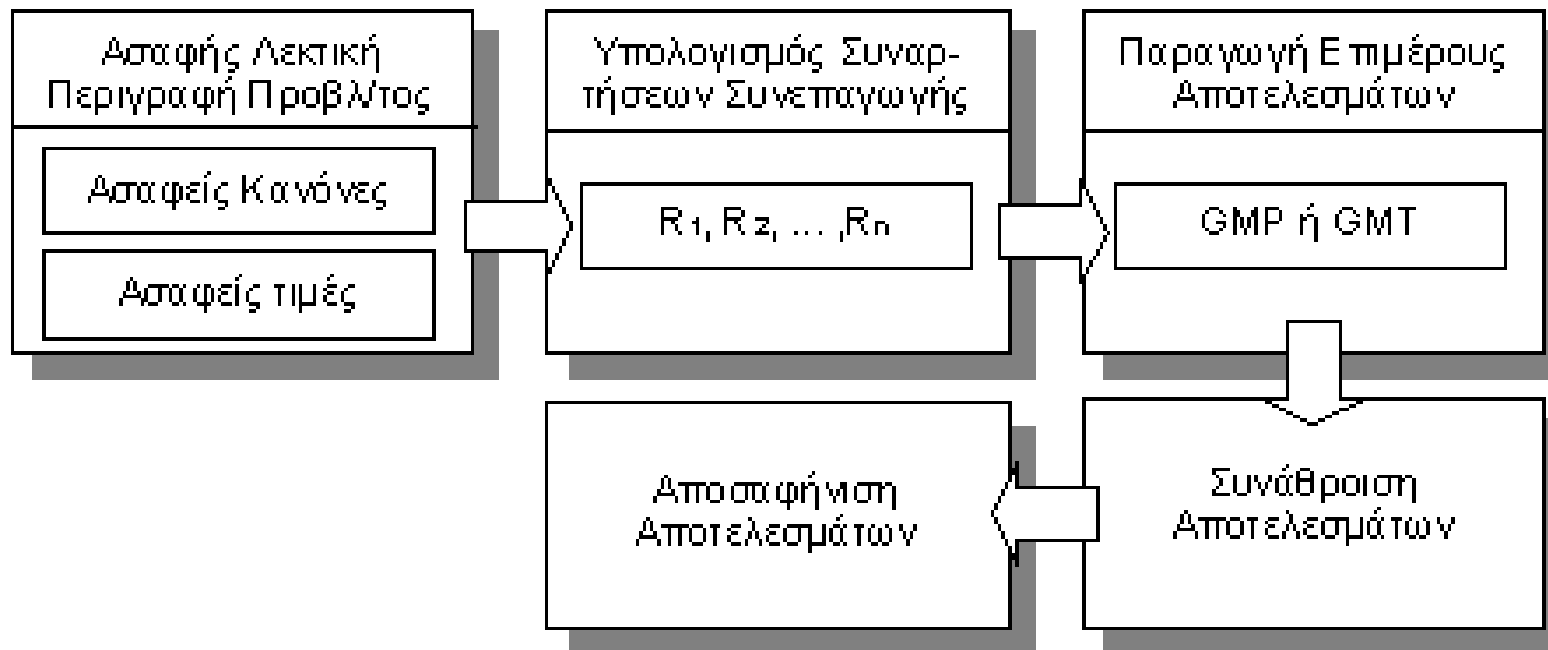 Ασαφής Λεκτική
Περιγραφή Προβλ/τος
Ασαφείς Κανόνες
Ασαφείς τιμές
Υπολογισμός Συναρ-
τήσεων Συνεπαγωγής
R1, R2, ... ,Rn
Παραγωγή Επιμέρους
Αποτελεσμάτων
GMP ή GMT
Συνάθροιση
Αποτελεσμάτων
Αποσαφήνιση
Αποτελεσμάτων